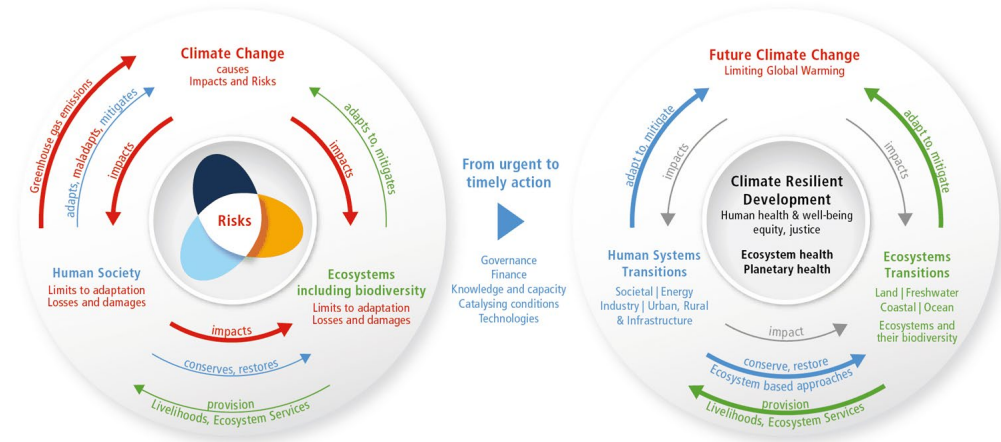 Climate Change
causes
Impacts and Risks
Greenhouse gas emissions
adapts, maladapts, mitigates
impacts
impacts
adapts to, mitigates
Risks
Human Society
Limits to adaptation
Losses and damages
Ecosystems
including biodiversity
Limits to adaptation
Losses and damages
impacts
conserves, restores
provision
Livelihoods, Ecosystem Services
From urgent to
timely action
Governance
Finance
Knowledge and capacity
Catalysing conditions
Technologies
Future Climate Change
Limiting Global Warming
adapt to, mitigate
impacts
impacts
adapt to, mitigate
Climate Resilient
Development
Human health & well-being
equity, justice
Ecosystem health
Planetary health
Human Systems
Transitions
Societal | Energy
Industry | Urban, Rural
& Infrastructure
Ecosystems
Transitions
Land | Freshwater
Coastal | Ocean
Ecosystems and
their biodiversity
impact
conserve, restore
Ecosystem based approaches
provision
Livelihoods, Ecosystem Services